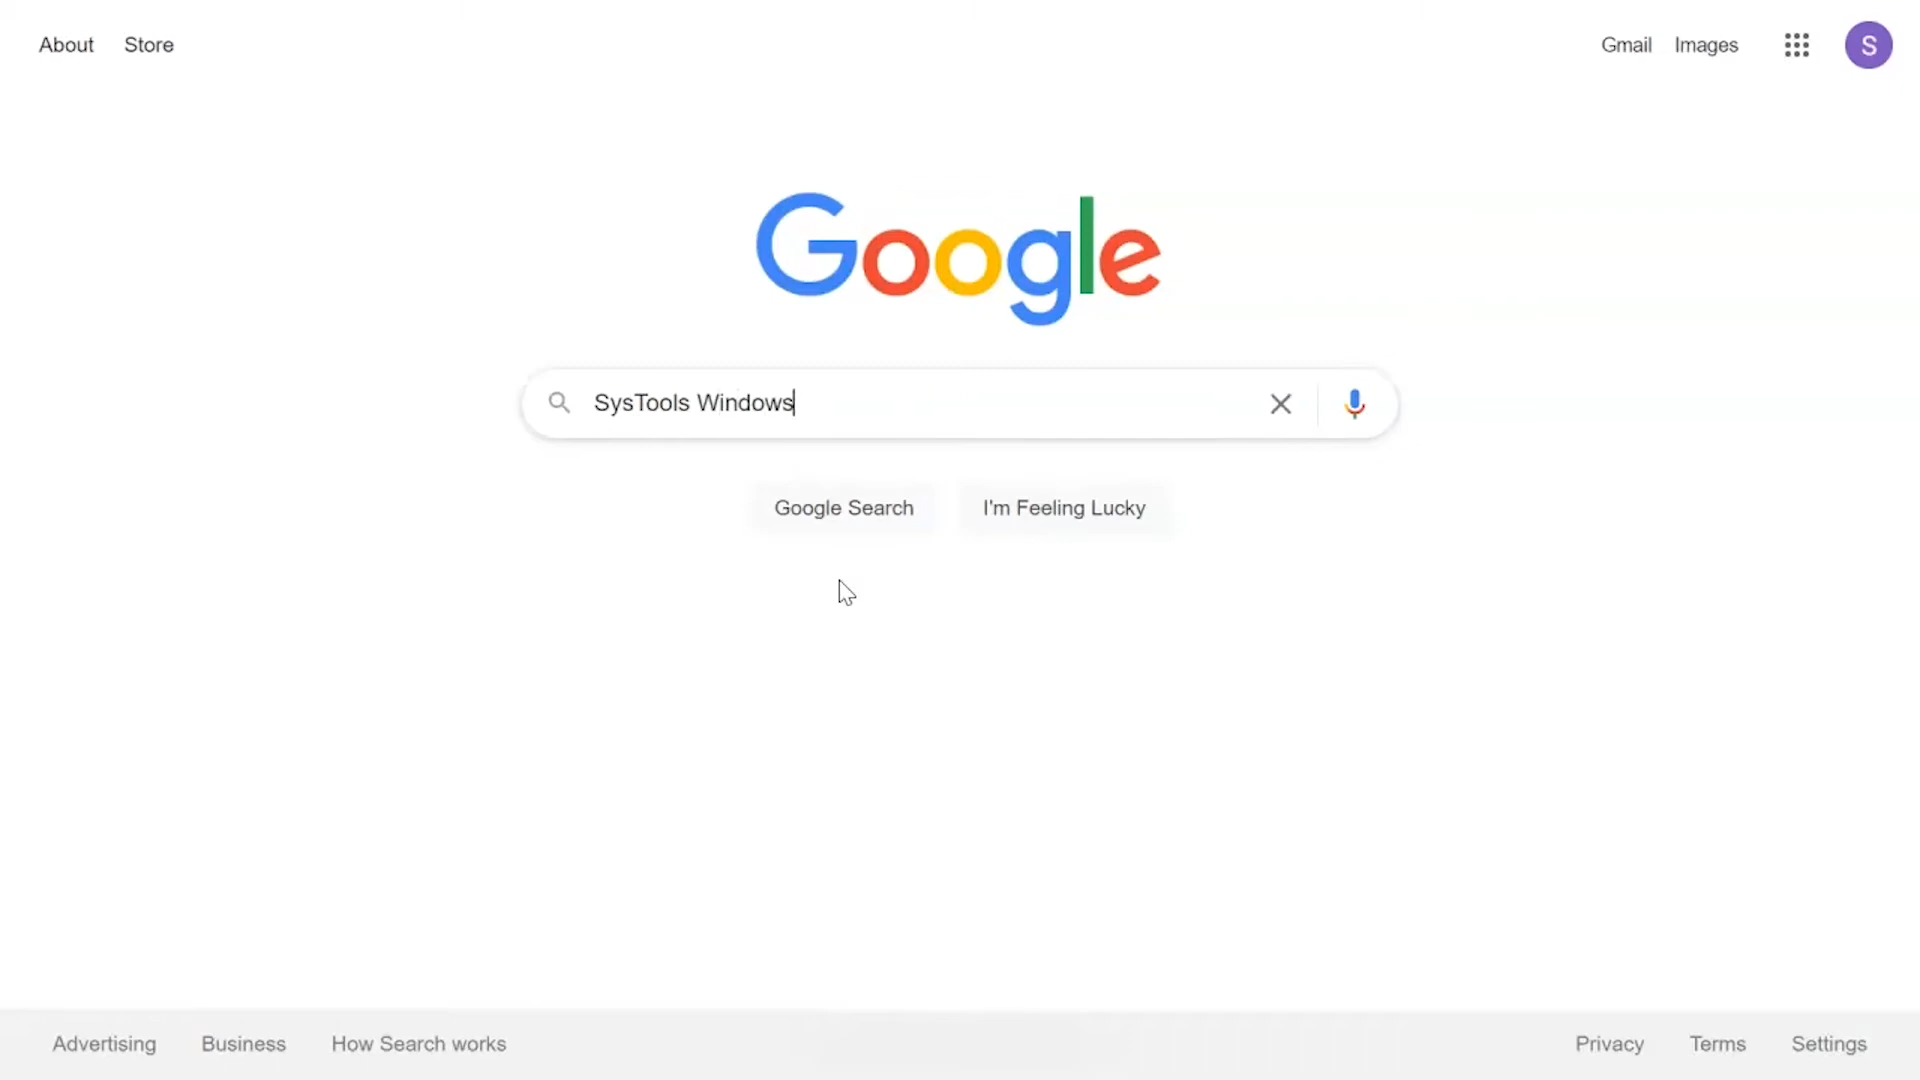 About Store
Gmail Images
S
Google
SysTools Windows
Google Search I'm Feeling Lucky
Advertising Business How Search works
Privacy Terms Settings